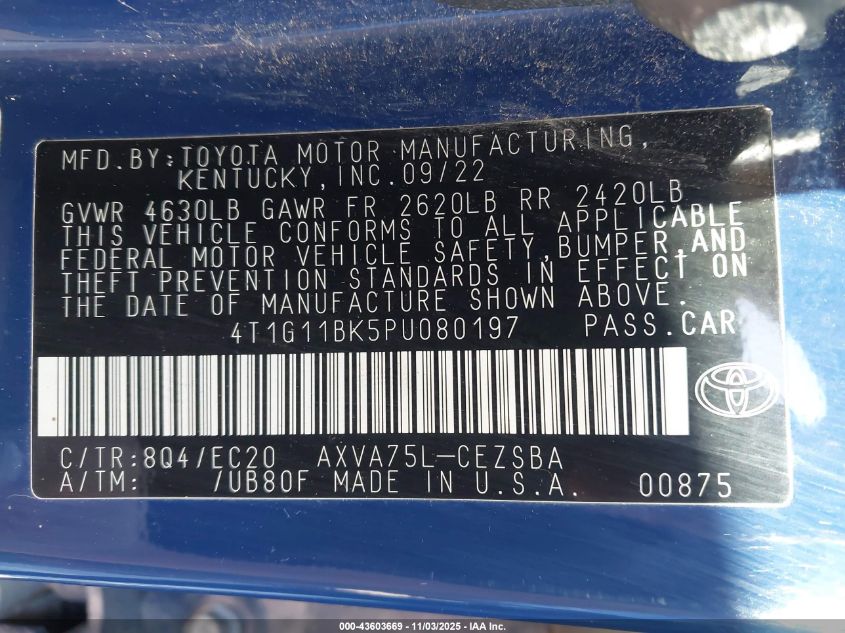 MFD. BY: TOYOTA MOTOR MANUFACTURING,
KENTUCKY, INC. 09/22
GVWR 4630LB GAWR FR 2620LB RR 2420LB
THIS VEHICLE CONFORMS TO ALL APPLICABLE
FEDERAL MOTOR VEHICLE SAFETY, BUMPER, AND
THEFT PREVENTION STANDARDS IN EFFECT ON
THE DATE OF MANUFACTURE SHOWN ABOVE.
4T1G11BK5PU080197 PASS. CAR
C/TR: 8Q4/EC20 AXVA75L-CEZSBA
A/TM: /UB80F MADE IN U.S.A. 00875
000-43603669 - 11/03/2025 - IAA Inc.